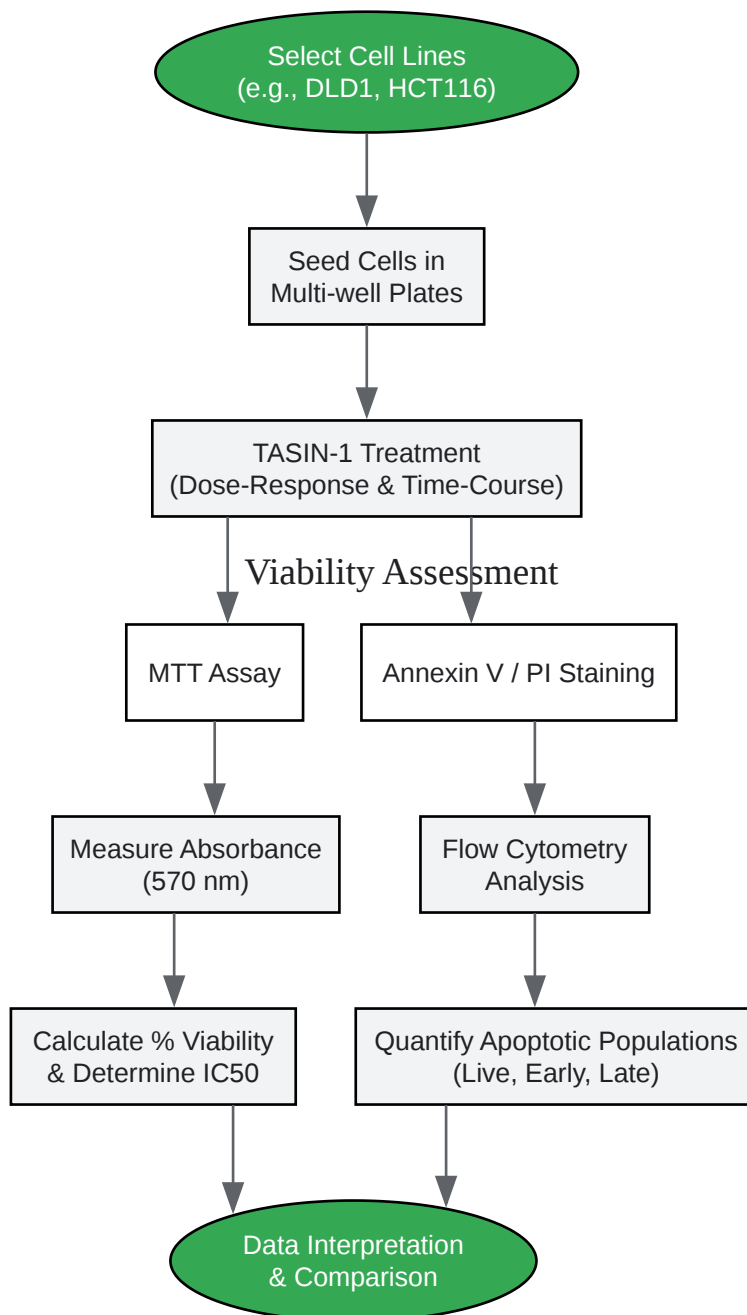 Select Cell Lines
(e.g., DLD1, HCT116)
Seed Cells in
Multi-well Plates
TASIN-1 Treatment
(Dose-Response & Time-Course)
Viability Assessment
MTT Assay
Annexin V / PI Staining
Measure Absorbance
(570 nm)
Flow Cytometry
Analysis
Calculate % Viability
& Determine IC50
Quantify Apoptotic Populations
(Live, Early, Late)
Data Interpretation
& Comparison